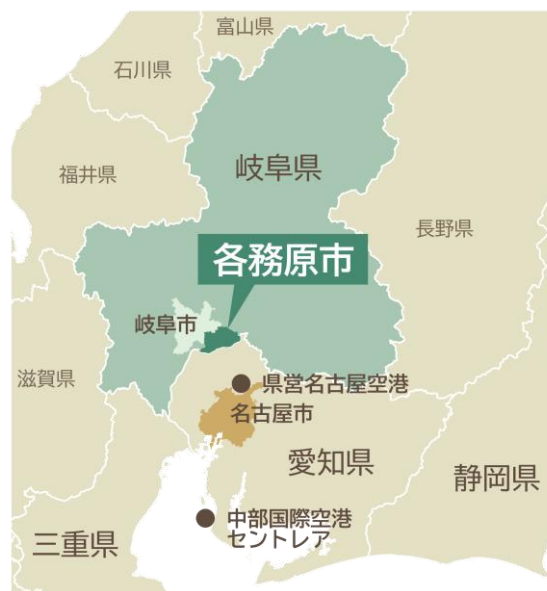 富山県
石川県
岐阜県
福井県
長野県
各務原市
岐阜市
滋賀県
県営名古屋空港
名古屋市
愛知県
静岡県
中部国際空港
セントレア
三重県